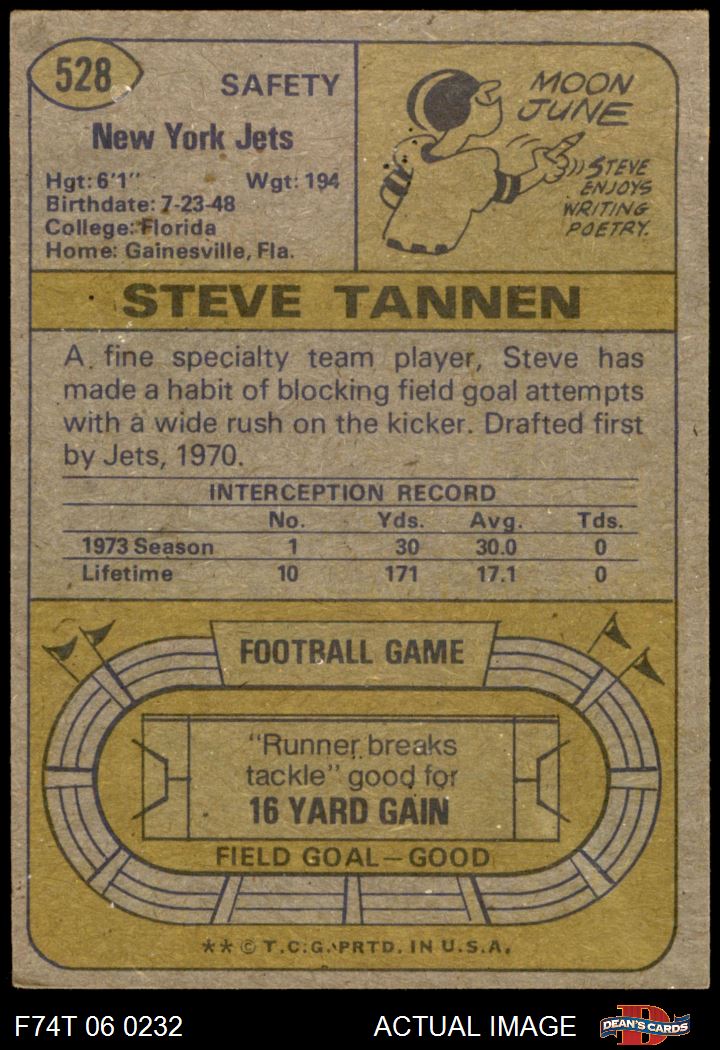 528
SAFETY
New York Jets
Hgt: 6'1" Wgt: 194
Birthdate: 7-23-48
College: Florida
Home: Gainesville, Fla.
MOON
JUNE
STEVE
ENJOYS
WRITING
POETRY.
STEVE TANNEN
A fine specialty team player, Steve has
made a habit of blocking field goal attempts
with a wide rush on the kicker. Drafted first
by Jets, 1970.
INTERCEPTION RECORD
No. Yds. Avg. Tds.
1973 Season 1 30 30.0 0
Lifetime 10 171 17.1 0
FOOTBALL GAME
"Runner breaks
tackle" good for
16 YARD GAIN
FIELD GOAL—GOOD
** © T.C.G. PRTD. IN U.S.A.
F74T 06 0232 ACTUAL IMAGE DEAN'S CARDS